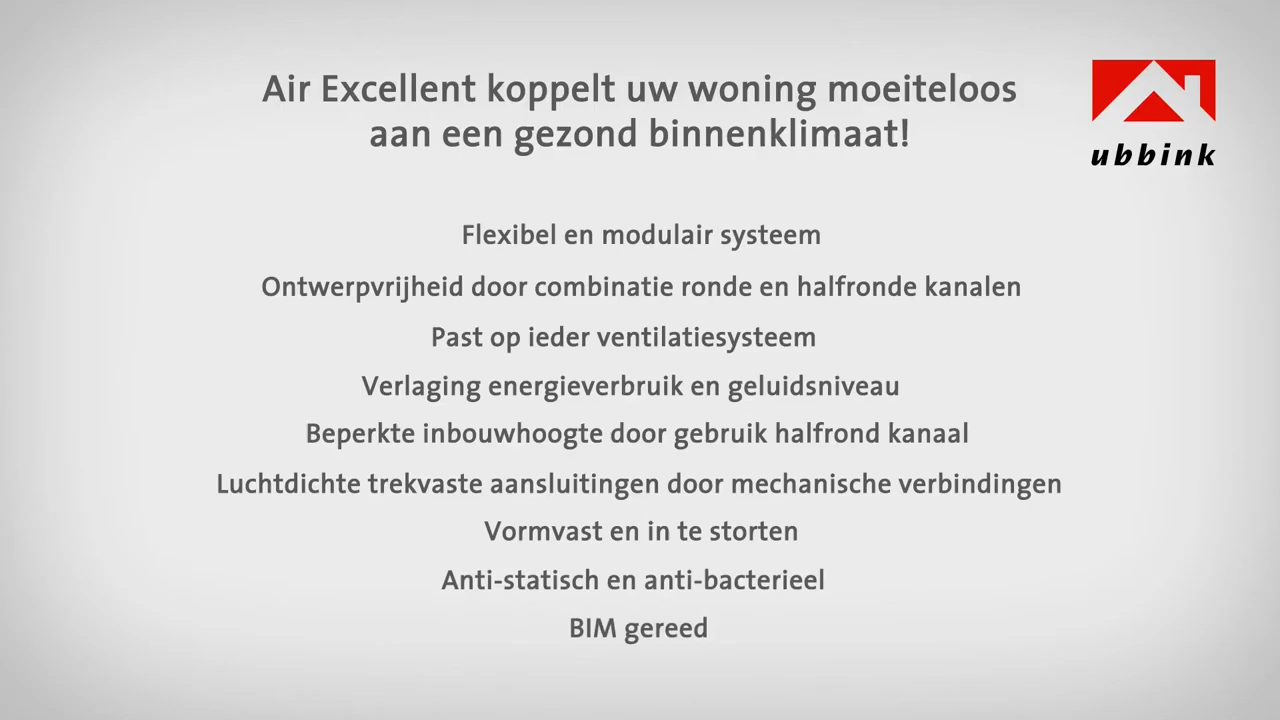 Air Excellent koppelt uw woning moeiteloos
aan een gezond binnenklimaat!
ubbink
Flexibel en modulair systeem
Ontwerpvrijheid door combinatie ronde en halfronde kanalen
Past op ieder ventilatiesysteem
Verlaging energieverbruik en geluidsniveau
Beperkte inbouwhoogte door gebruik halfrond kanaal
Luchtdichte trekvaste aansluitingen door mechanische verbindingen
Vormvast en in te storten
Anti-statisch en anti-bacterieel
BIM gereed